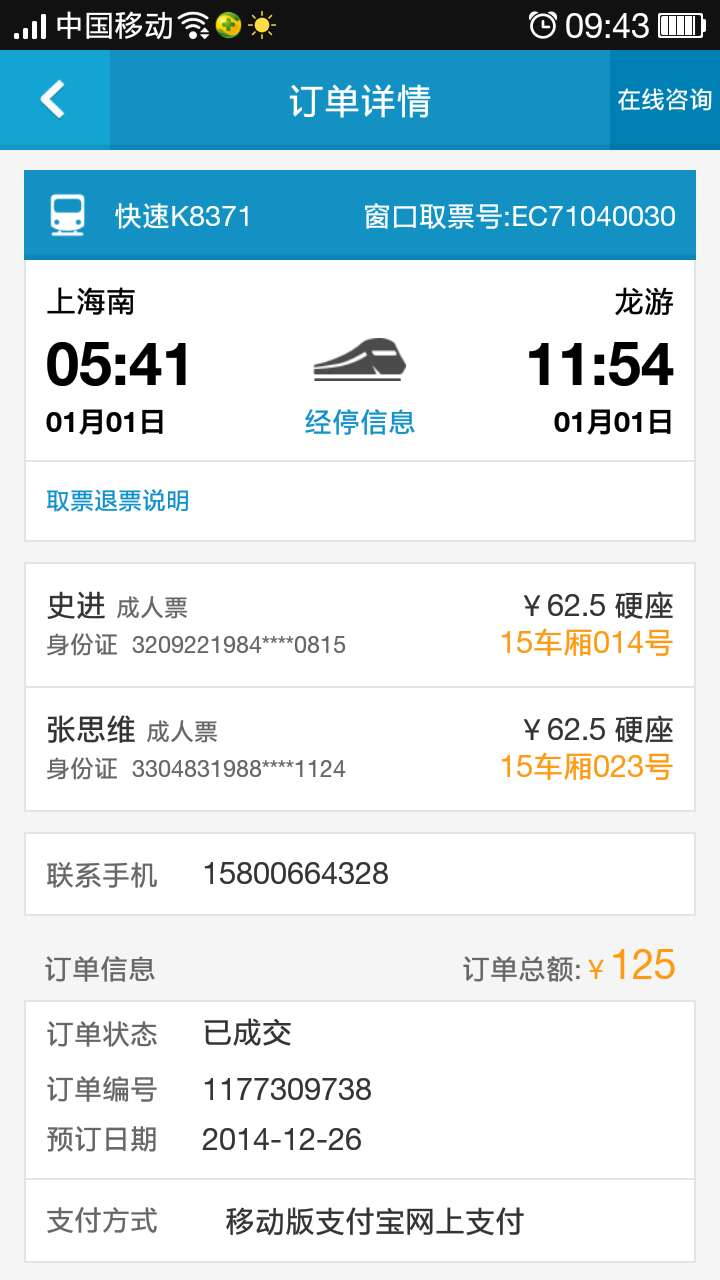 中国移动 09:43
订单详情 在线咨询
快速K8371 窗口取票号:EC71040030
上海南 龙游
05:41 11:54
01月01日 经停信息 01月01日
取票退票说明
史进 成人票 ￥62.5 硬座
身份证 3209221984****0815 15车厢014号
张思维 成人票 ￥62.5 硬座
身份证 3304831988****1124 15车厢023号
联系手机 15800664328
订单信息 订单总额:￥125
订单状态 已成交
订单编号 1177309738
预订日期 2014-12-26
支付方式 移动版支付宝网上支付